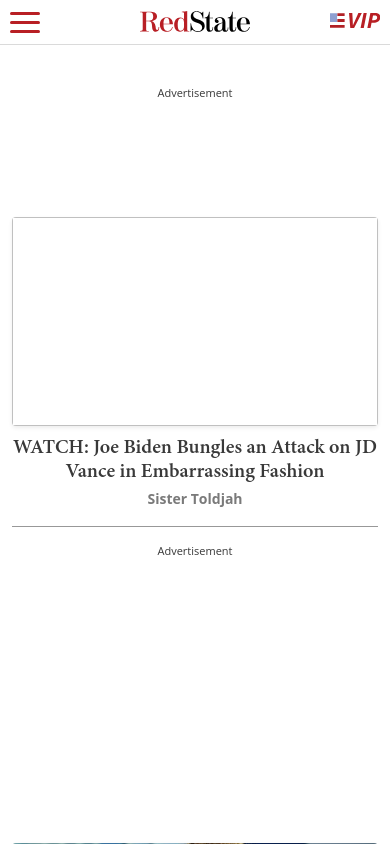 RedState
VIP
Advertisement
WATCH: Joe Biden Bungles an Attack on JD
Vance in Embarrassing Fashion
Sister Toldjah
Advertisement